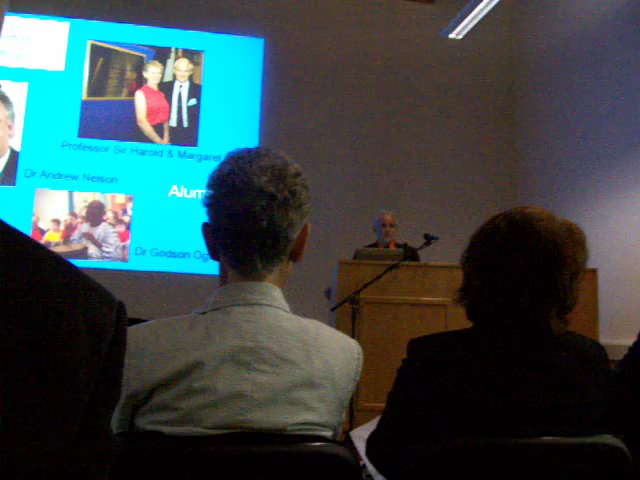 Professor Sir Harold & Margaret
Dr Andrew Nelson
Alum
Dr Godson Og